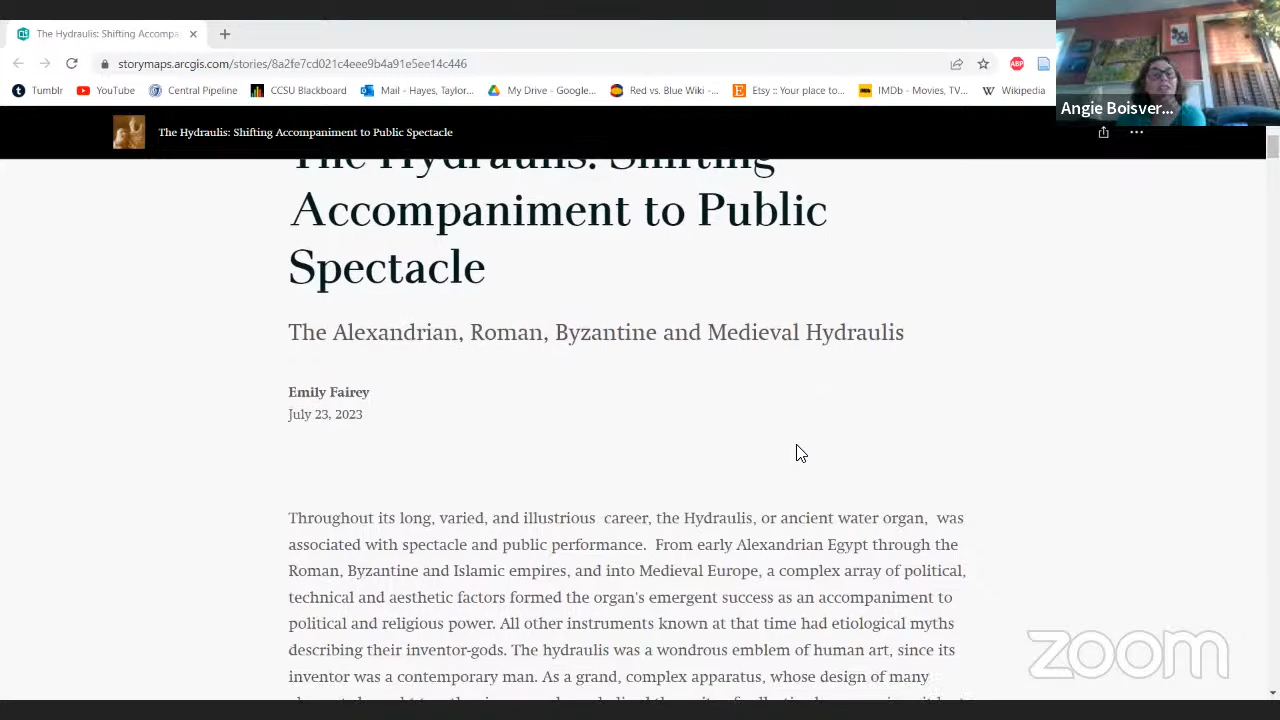 The Hydraulis: Shifting Accompa
storymaps.arcgis.com/stories/8a2fe7cd021c4eee9b4a91e5ee14c446
ABP
Tumblr
YouTube
Central Pipeline
CCSU Blackboard
Mail - Hayes, Taylor...
My Drive - Google...
Red vs. Blue Wiki -...
Etsy :: Your place to...
IMDb - Movies, TV...
Wikipedia
Angie Boisver...
The Hydraulis: Shifting Accompaniment to Public Spectacle
The Hydraulis: Shifting
Accompaniment to Public
Spectacle
The Alexandrian, Roman, Byzantine and Medieval Hydraulis
Emily Fairey
July 23, 2023
Throughout its long, varied, and illustrious career, the Hydraulis, or ancient water organ, was
associated with spectacle and public performance. From early Alexandrian Egypt through the
Roman, Byzantine and Islamic empires, and into Medieval Europe, a complex array of political,
technical and aesthetic factors formed the organ's emergent success as an accompaniment to
political and religious power. All other instruments known at that time had etiological myths
describing their inventor-gods. The hydraulis was a wondrous emblem of human art, since its
inventor was a contemporary man. As a grand, complex apparatus, whose design of many
zoom